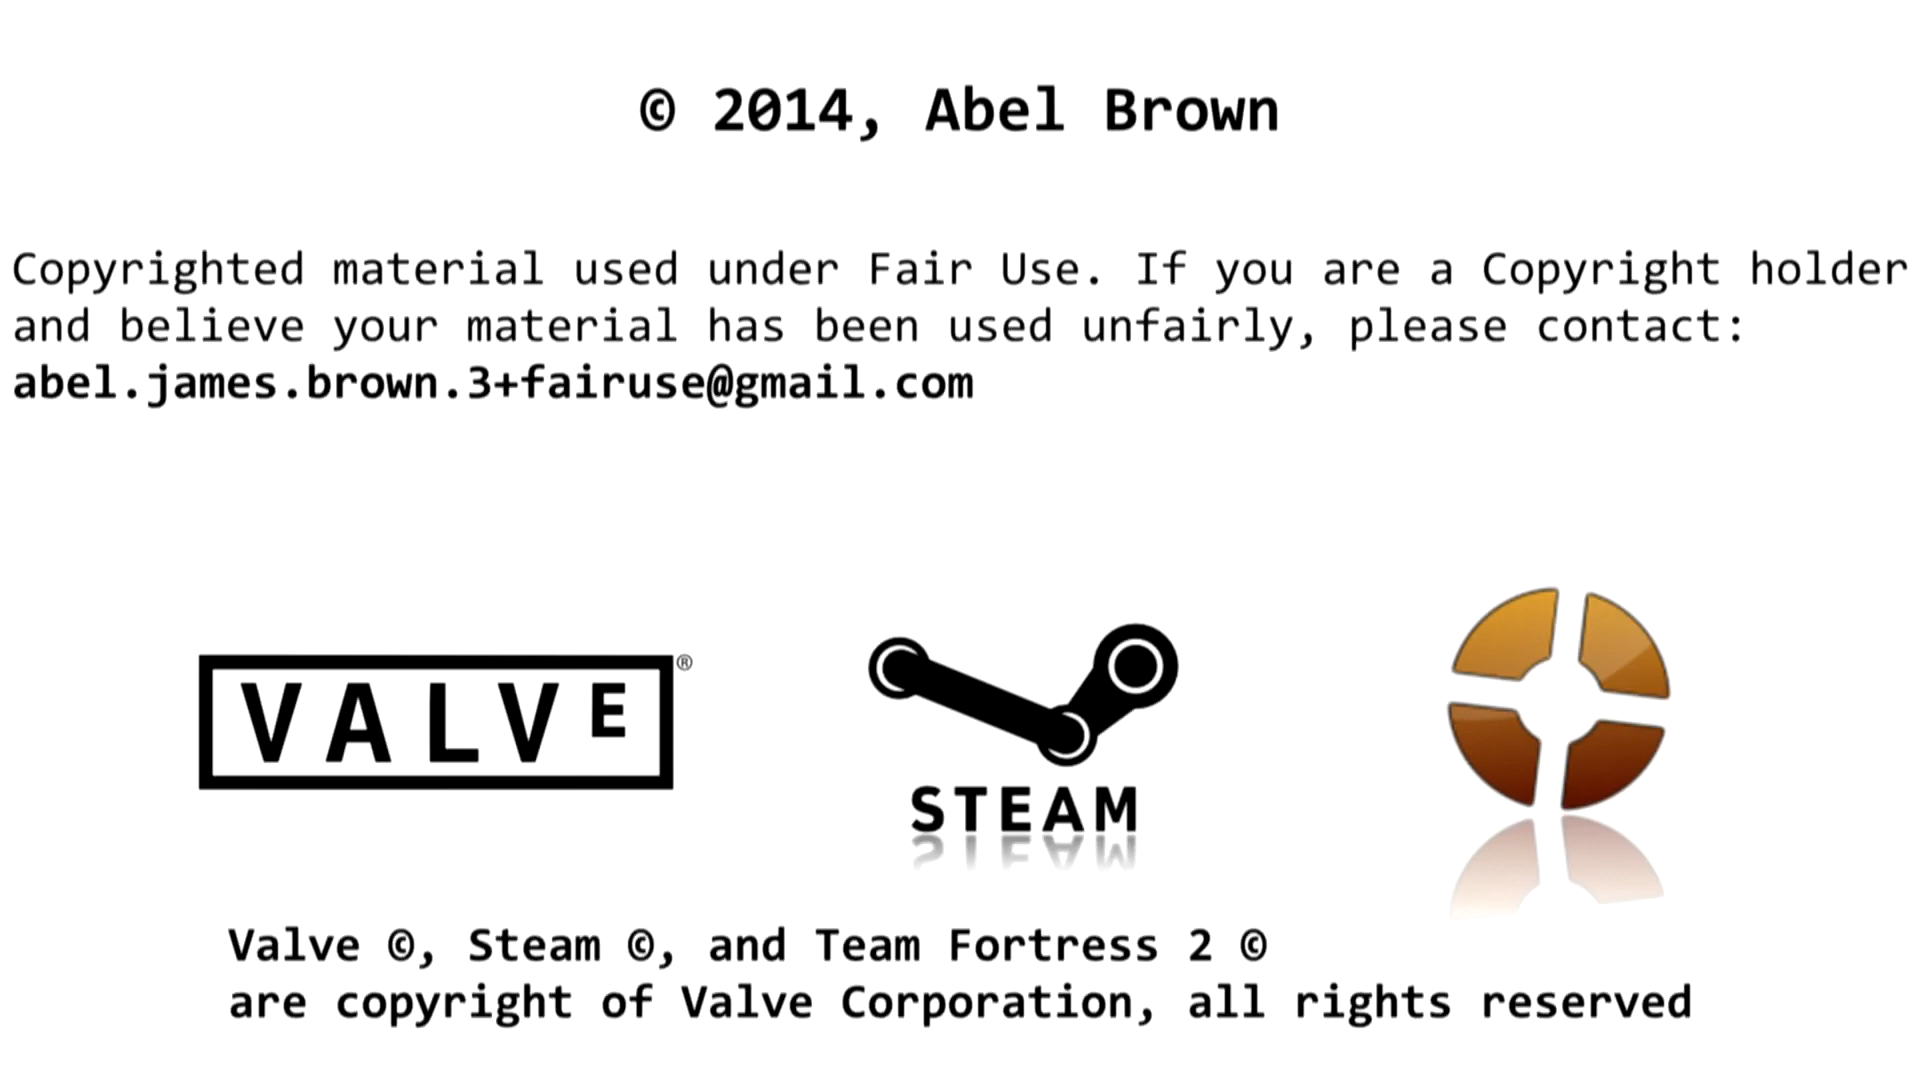 © 2014, Abel Brown
Copyrighted material used under Fair Use. If you are a Copyright holder
and believe your material has been used unfairly, please contact:
abel.james.brown.3+fairuse@gmail.com
VALVE®
STEAM
Valve ©, Steam ©, and Team Fortress 2 ©
are copyright of Valve Corporation, all rights reserved